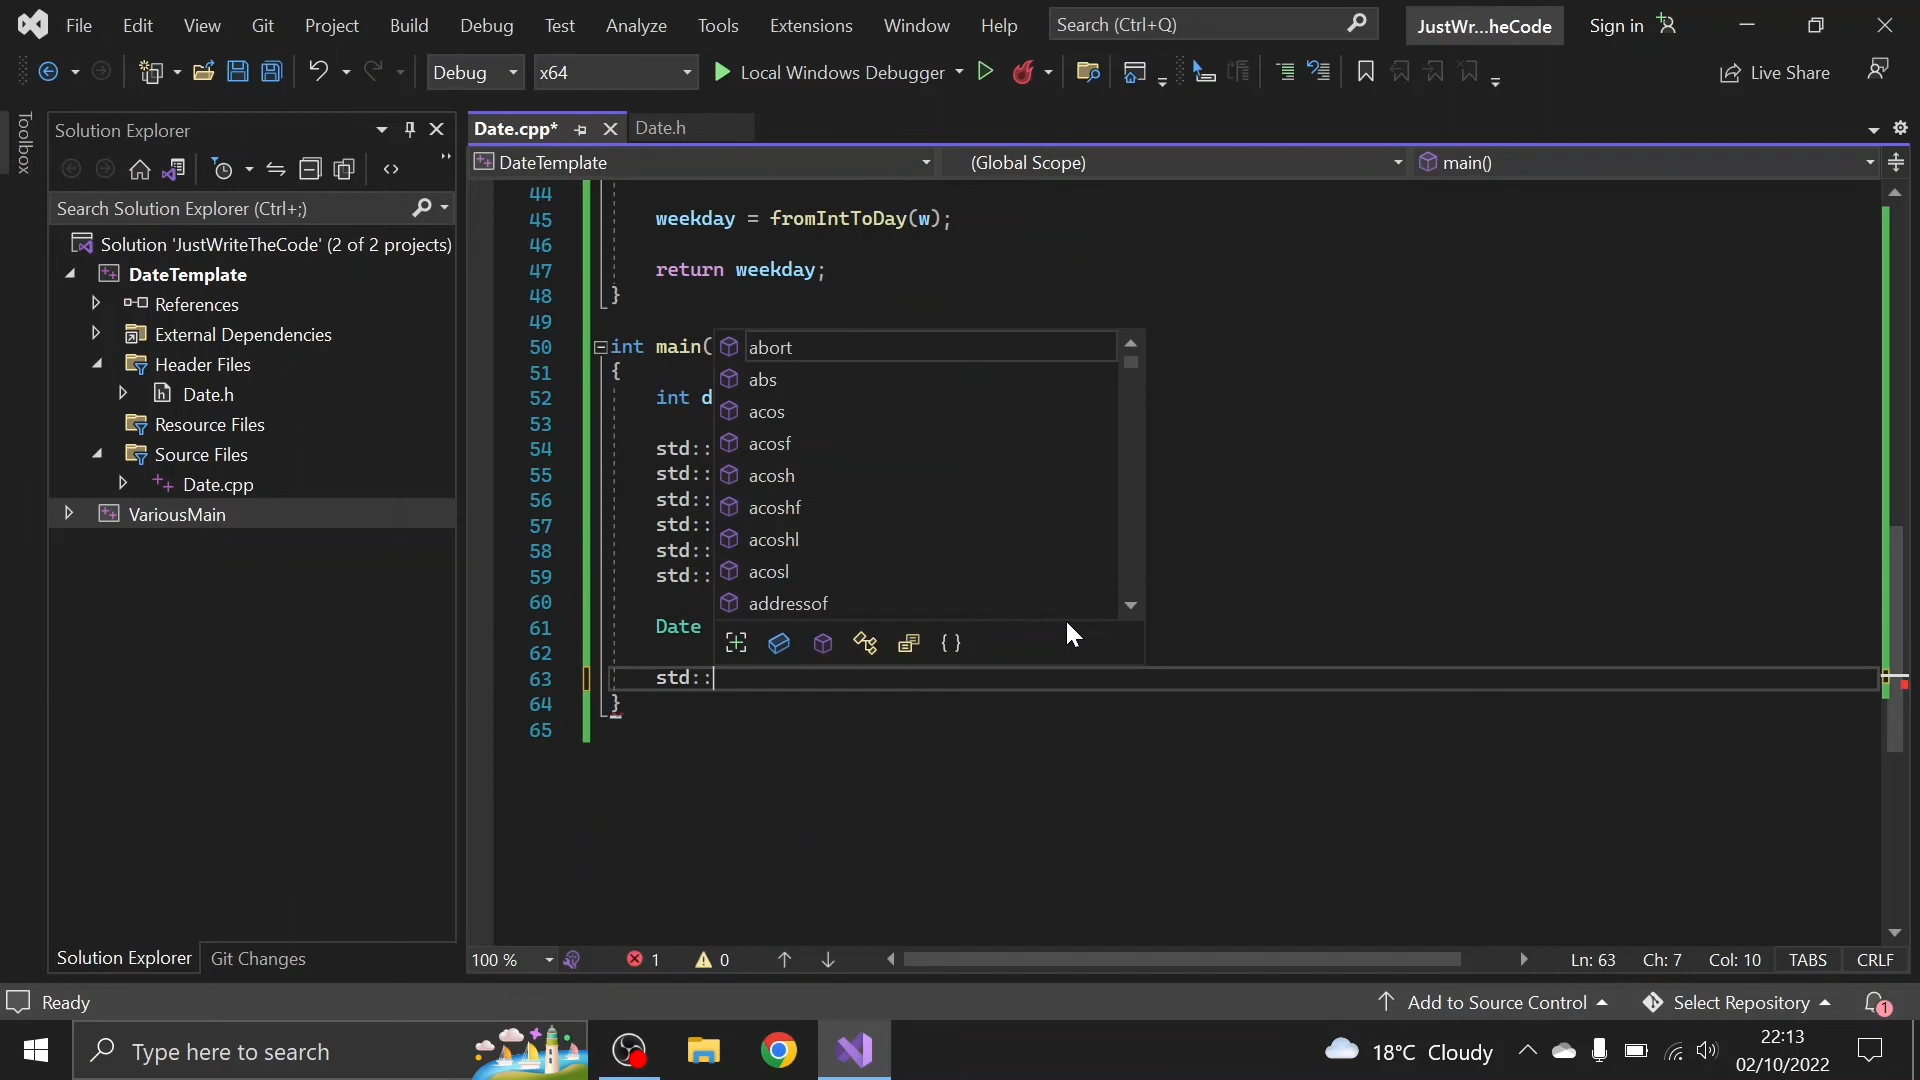 File Edit View Git Project Build Debug Test Analyze Tools Extensions Window Help Search (Ctrl+Q) JustWr...heCode Sign in
Debug x64 Local Windows Debugger Live Share
Toolbox
Solution Explorer
Search Solution Explorer (Ctrl+;)
Solution 'JustWriteTheCode' (2 of 2 projects)
DateTemplate
References
External Dependencies
Header Files
Date.h
Resource Files
Source Files
Date.cpp
VariousMain
Solution Explorer Git Changes
Date.cpp* Date.h
DateTemplate (Global Scope) main()
44
45 weekday = fromIntToDay(w);
46
47 return weekday;
48 }
49
50 int main(
51 {
52 int d
53
54 std::
55 std::
56 std::
57 std::
58 std::
59 std::
60
61 Date
62
63 std::
64 }
65
abort
abs
acos
acosf
acosh
acoshf
acoshl
acosl
addressof
{ }
100 % 1 0 Ln: 63 Ch: 7 Col: 10 TABS CRLF
Ready Add to Source Control Select Repository 1
Type here to search 18°C Cloudy 22:13
02/10/2022